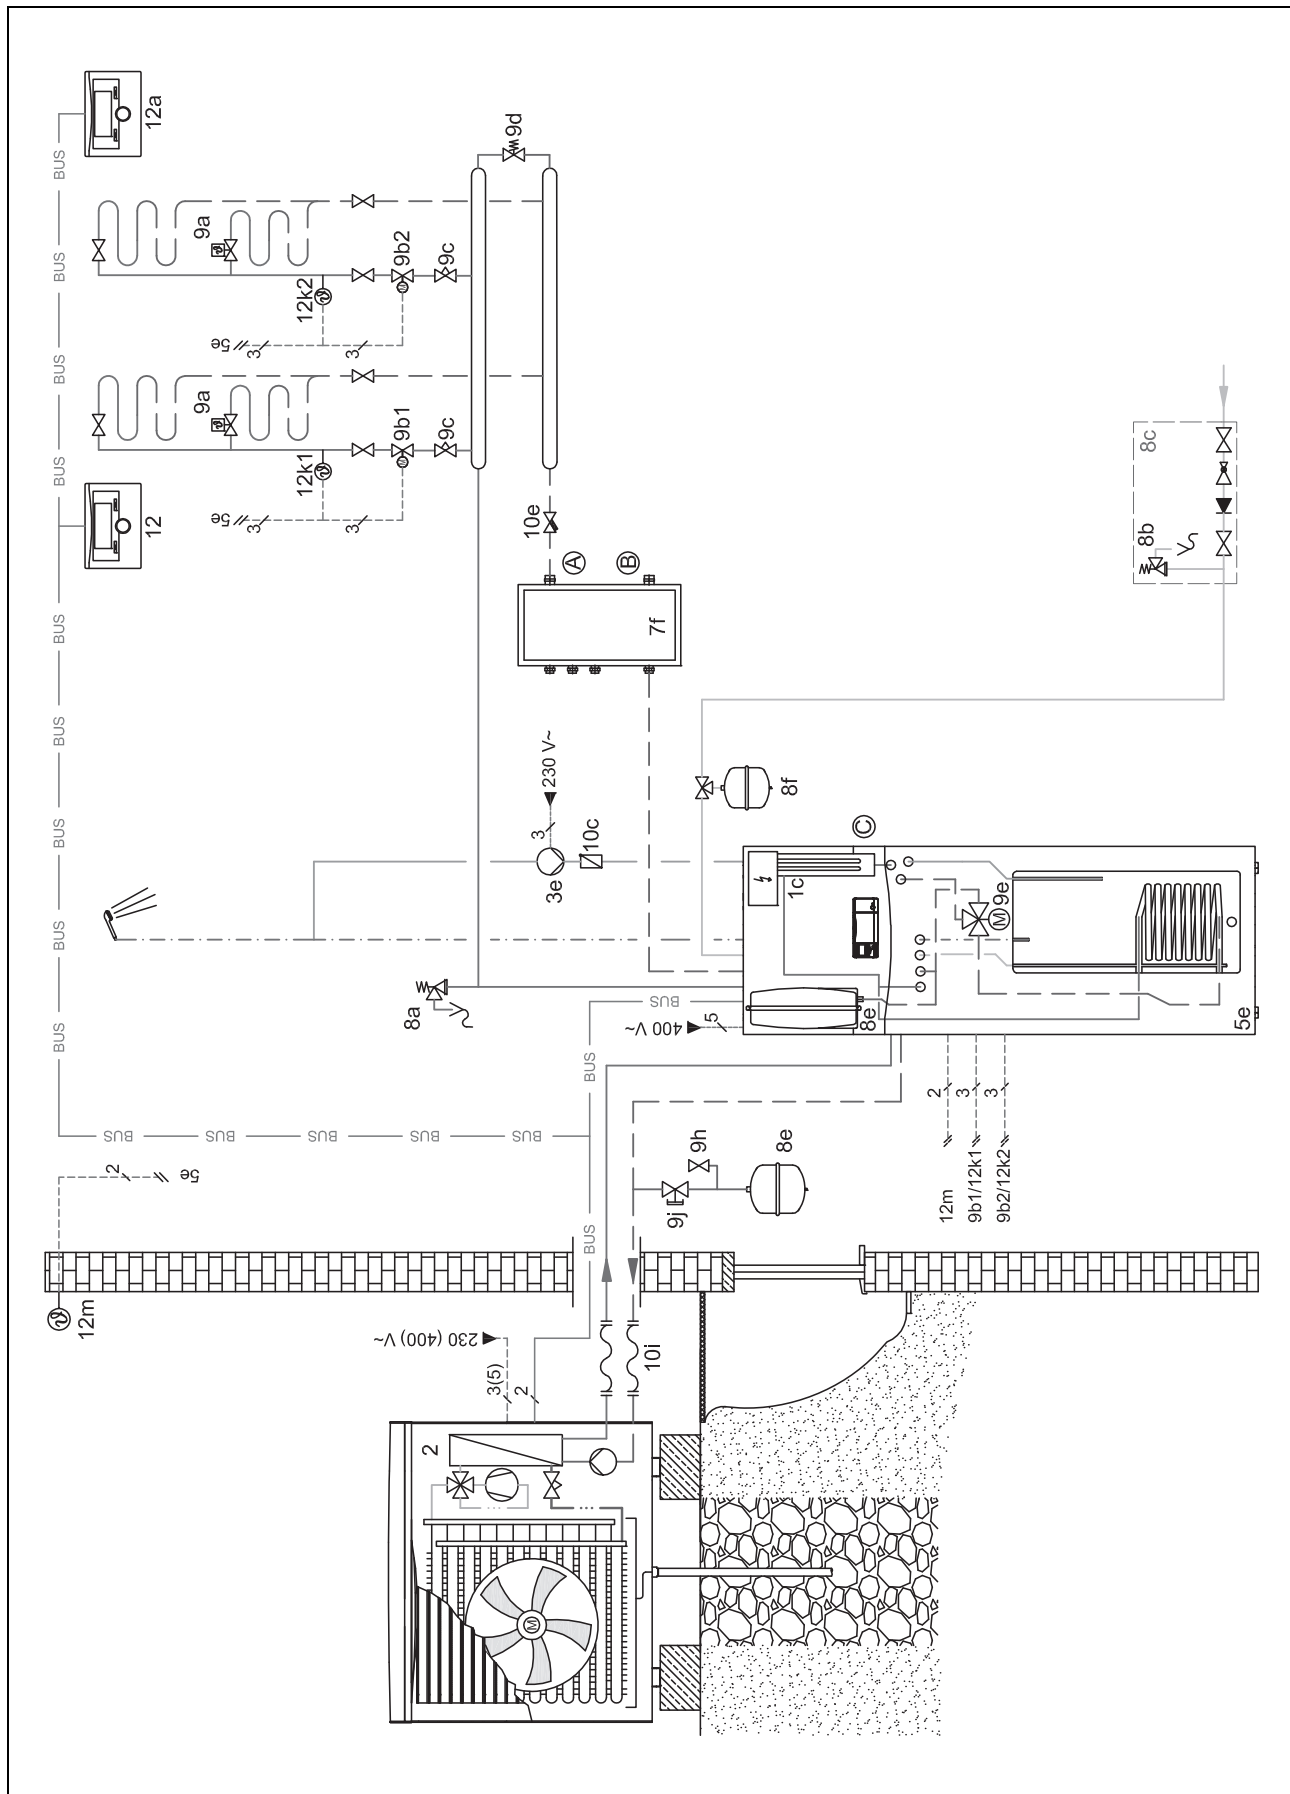 12a
BUS
BUS
BUS
BUS
BUS
BUS
BUS
BUS
BUS
12
9a
9a
12k2
12k1
9b2
9b1
9c
9c
9d
5e
3
3
5e
3
3
10e
A
B
7f
8c
8b
230 V~
3
3e
10c
8f
C
1c
M
9e
8e
5e
8a
BUS
5
400 V~
BUS
BUS
BUS
BUS
BUS
BUS
BUS
2
5e
2
3
3
12m
9b1/12k1
9b2/12k2
9h
9j
8e
12m
230 (400) V~
3(5)
2
10i
2
M
M
M